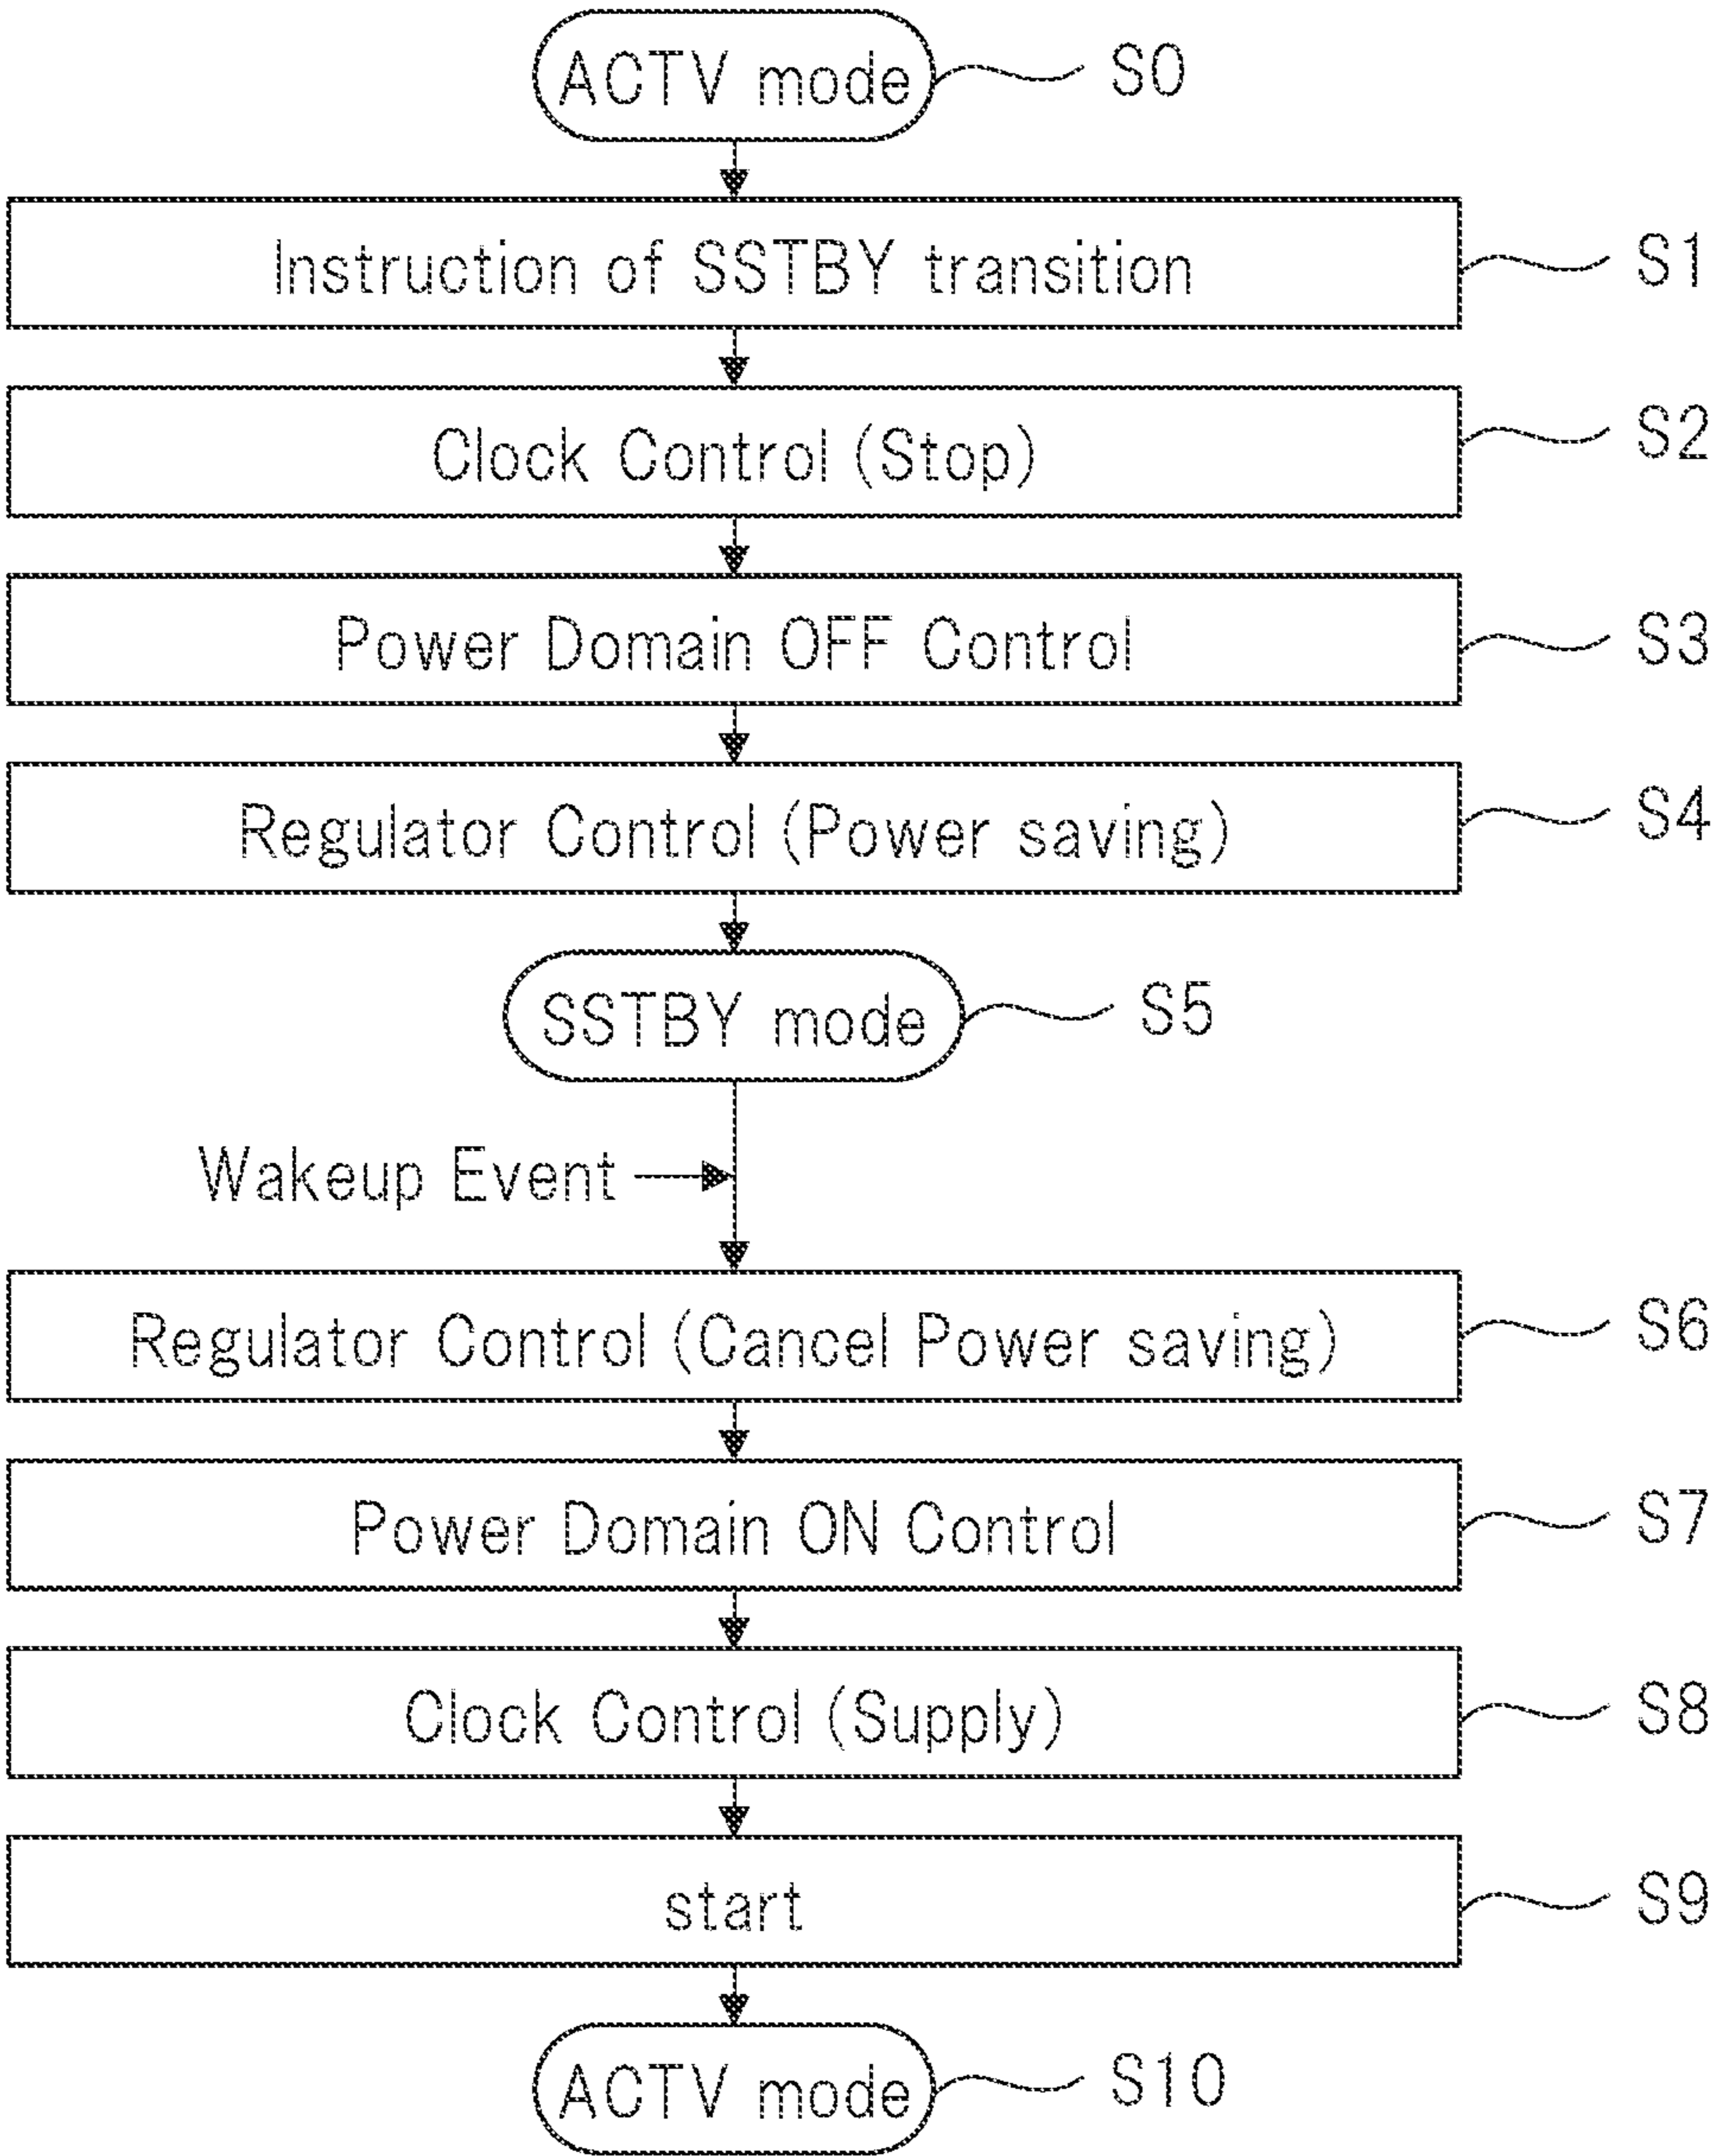 ACTV mode S0
Instruction of SSTBY transition S1
Clock Control (Stop) S2
Power Domain OFF Control S3
Regulator Control (Power saving) S4
SSTBY mode S5
Wakeup Event
Regulator Control (Cancel Power saving) S6
Power Domain ON Control S7
Clock Control (Supply) S8
start S9
ACTV mode S10